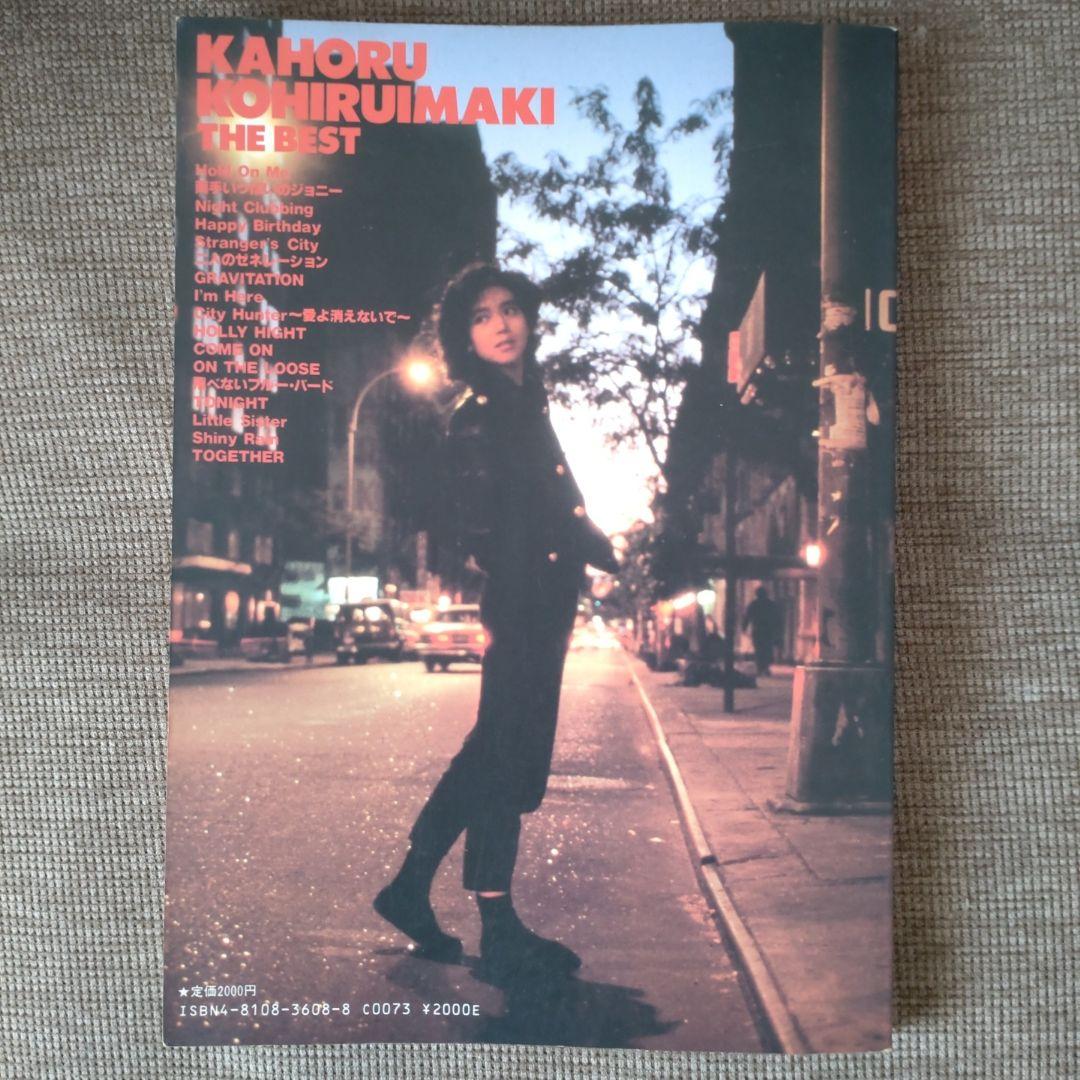 KAHORU
KOHIRUIMAKI
THE BEST
Hold On Me
両手いっぱいのジョニー
Night Clubbing
Happy Birthday
Stranger's City
二人のゼネレーション
GRAVITATION
I'm Here
City Hunter〜愛よ消えないで〜
HOLLY HIGHT
COME ON
ON THE LOOSE
飛べないブルー・バード
TONIGHT
Little Sister
Shiny Rain
TOGETHER
10
★定価2000円
ISBN4-8108-3608-8 C0073 ¥2000E